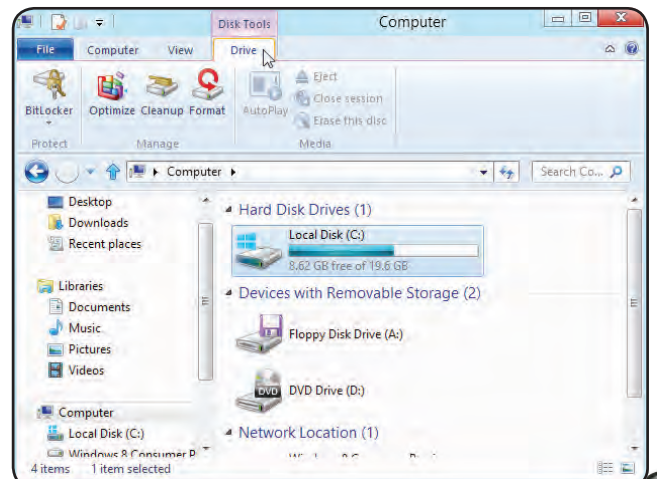 Disk Tools Computer
File Computer View Drive
BitLocker Optimize Cleanup Format AutoPlay
Eject
Close session
Erase this disc
Protect Manage Media
Computer
Search Co...
Desktop
Downloads
Recent places
Libraries
Documents
Music
Pictures
Videos
Computer
Local Disk (C:)
Windows 8 Consumer P
Hard Disk Drives (1)
Local Disk (C:)
8.62 GB free of 19.6 GB
Devices with Removable Storage (2)
Floppy Disk Drive (A:)
DVD
DVD Drive (D:)
Network Location (1)
4 items 1 item selected